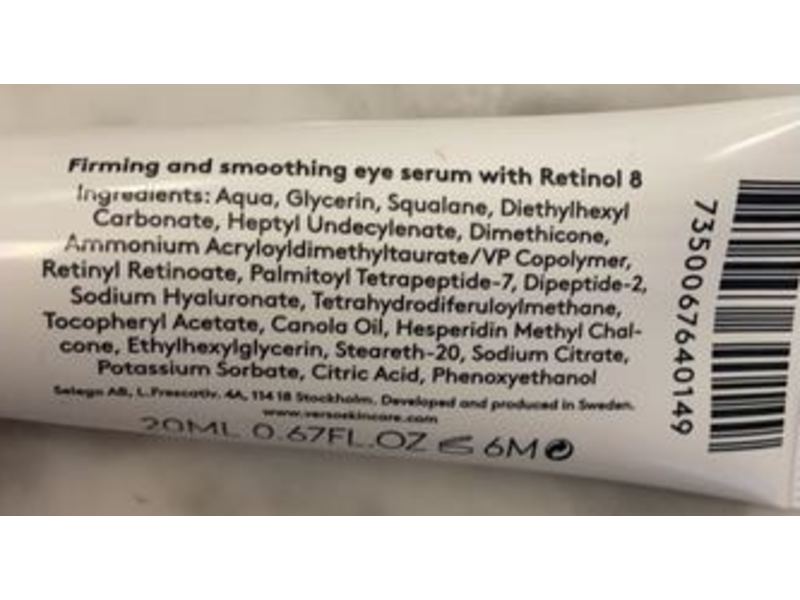 Firming and smoothing eye serum with Retinol 8
Ingredients: Aqua, Glycerin, Squalane, Diethylhexyl
Carbonate, Heptyl Undecylenate, Dimethicone,
Ammonium Acryloyldimethyltaurate/VP Copolymer,
Retinyl Retinoate, Palmitoyl Tetrapeptide-7, Dipeptide-2,
Sodium Hyaluronate, Tetrahydrodiferuloylmethane,
Tocopheryl Acetate, Canola Oil, Hesperidin Methyl Chal-
cone, Ethylhexylglycerin, Steareth-20, Sodium Citrate,
Potassium Sorbate, Citric Acid, Phenoxyethanol
Selego AB, L.Frescativ. 4A, 114 18 Stockholm. Developed and produced in Sweden.
www.versoskincare.com
20ML 0.67FL.OZ 6M
7350067640149